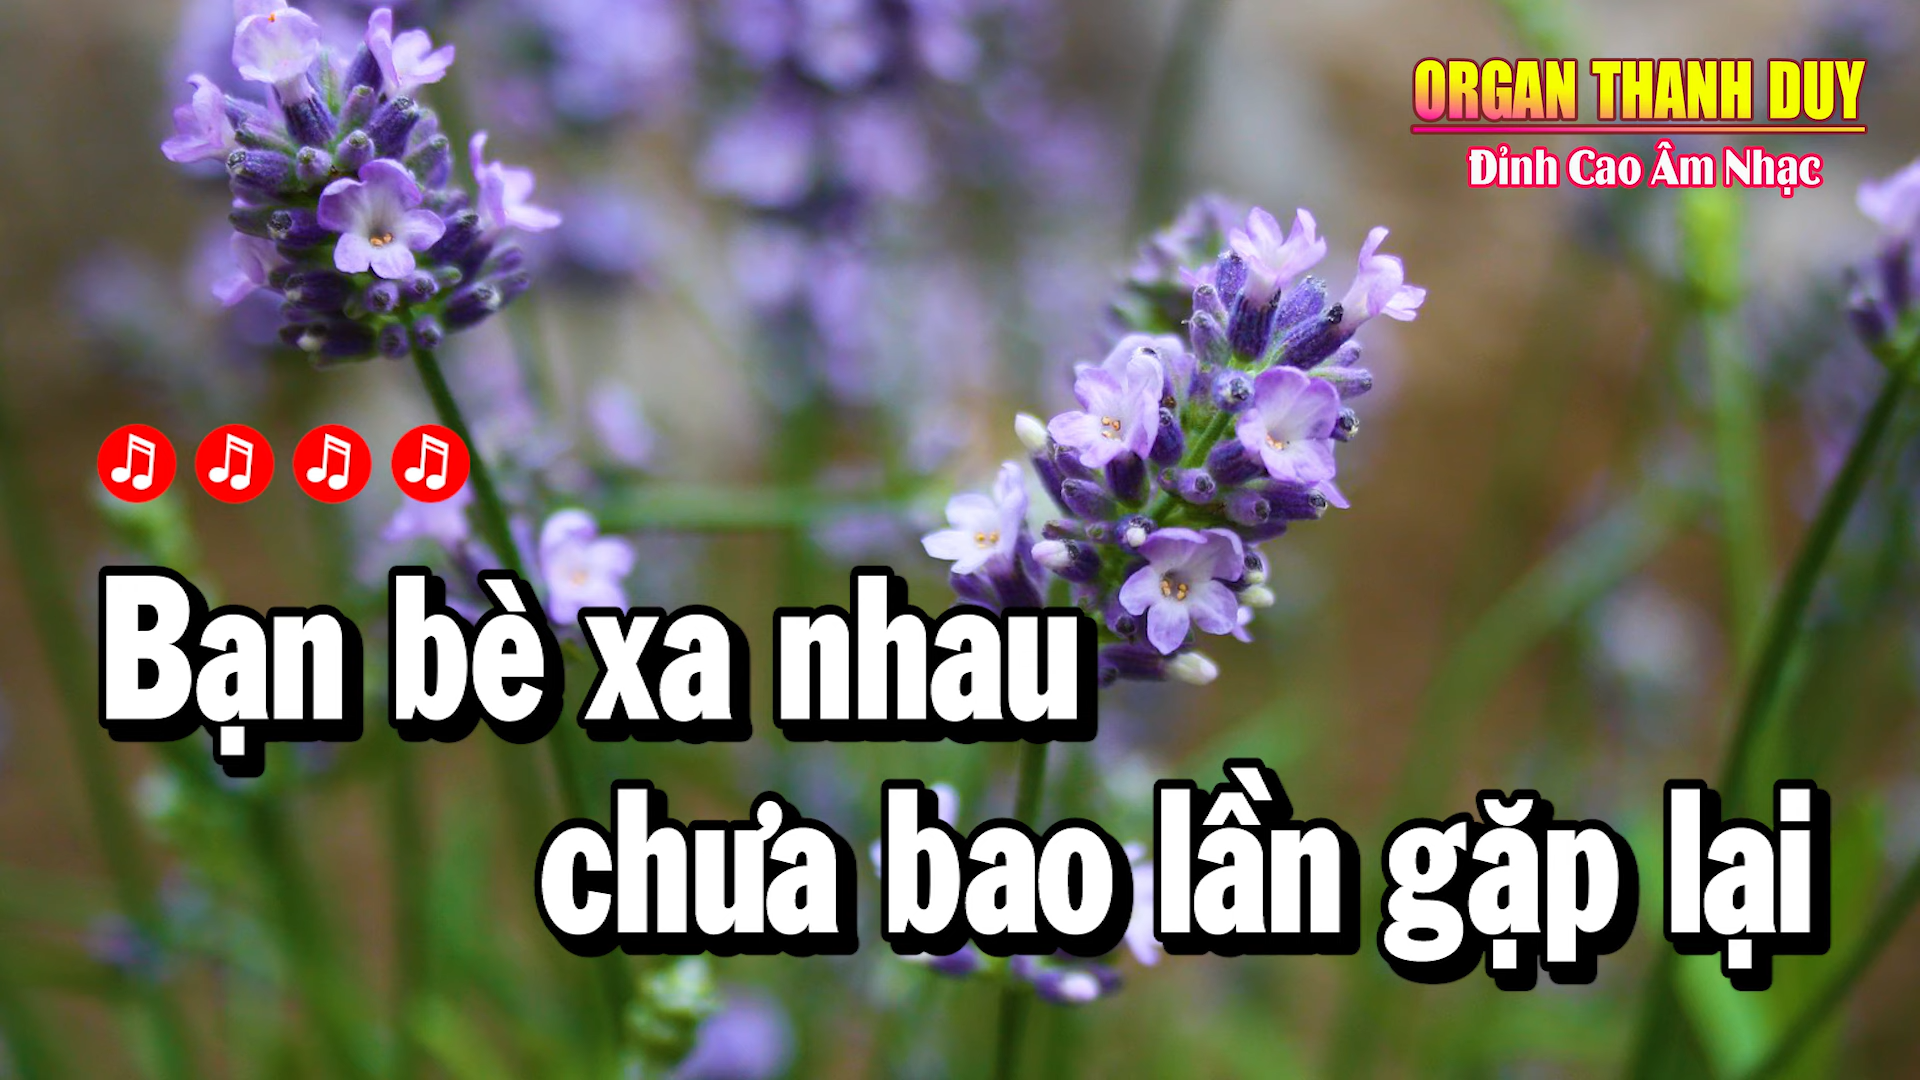 ORGAN THANH DUY
Đỉnh Cao Âm Nhạc
Bạn bè xa nhau
chưa bao lần gặp lại